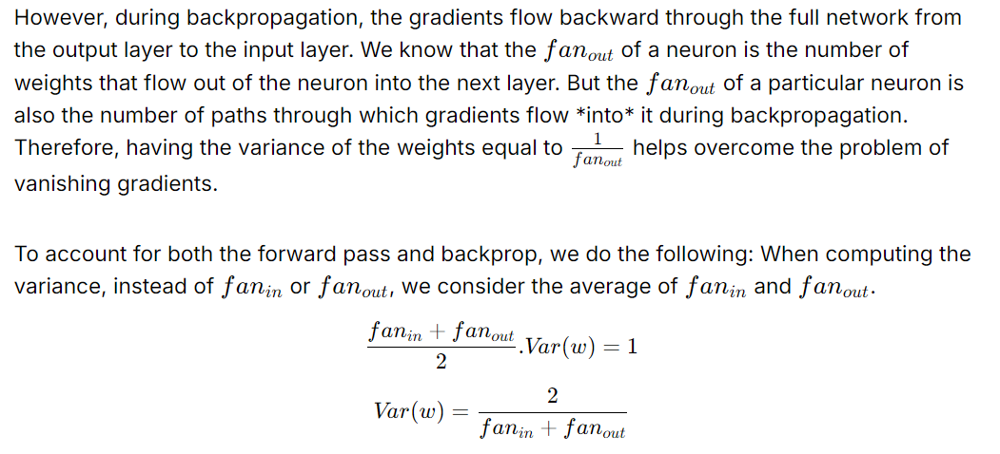 However, during backpropagation, the gradients flow backward through the full network from
the output layer to the input layer. We know that the $fan_{out}$ of a neuron is the number of
weights that flow out of the neuron into the next layer. But the $fan_{out}$ of a particular neuron is
also the number of paths through which gradients flow *into* it during backpropagation.
Therefore, having the variance of the weights equal to $\frac{1}{fan_{out}}$ helps overcome the problem of
vanishing gradients.
To account for both the forward pass and backprop, we do the following: When computing the
variance, instead of $fan_{in}$ or $fan_{out}$, we consider the average of $fan_{in}$ and $fan_{out}$.
$\frac{fan_{in} + fan_{out}}{2}.Var(w) = 1$
$Var(w) = \frac{2}{fan_{in} + fan_{out}}$